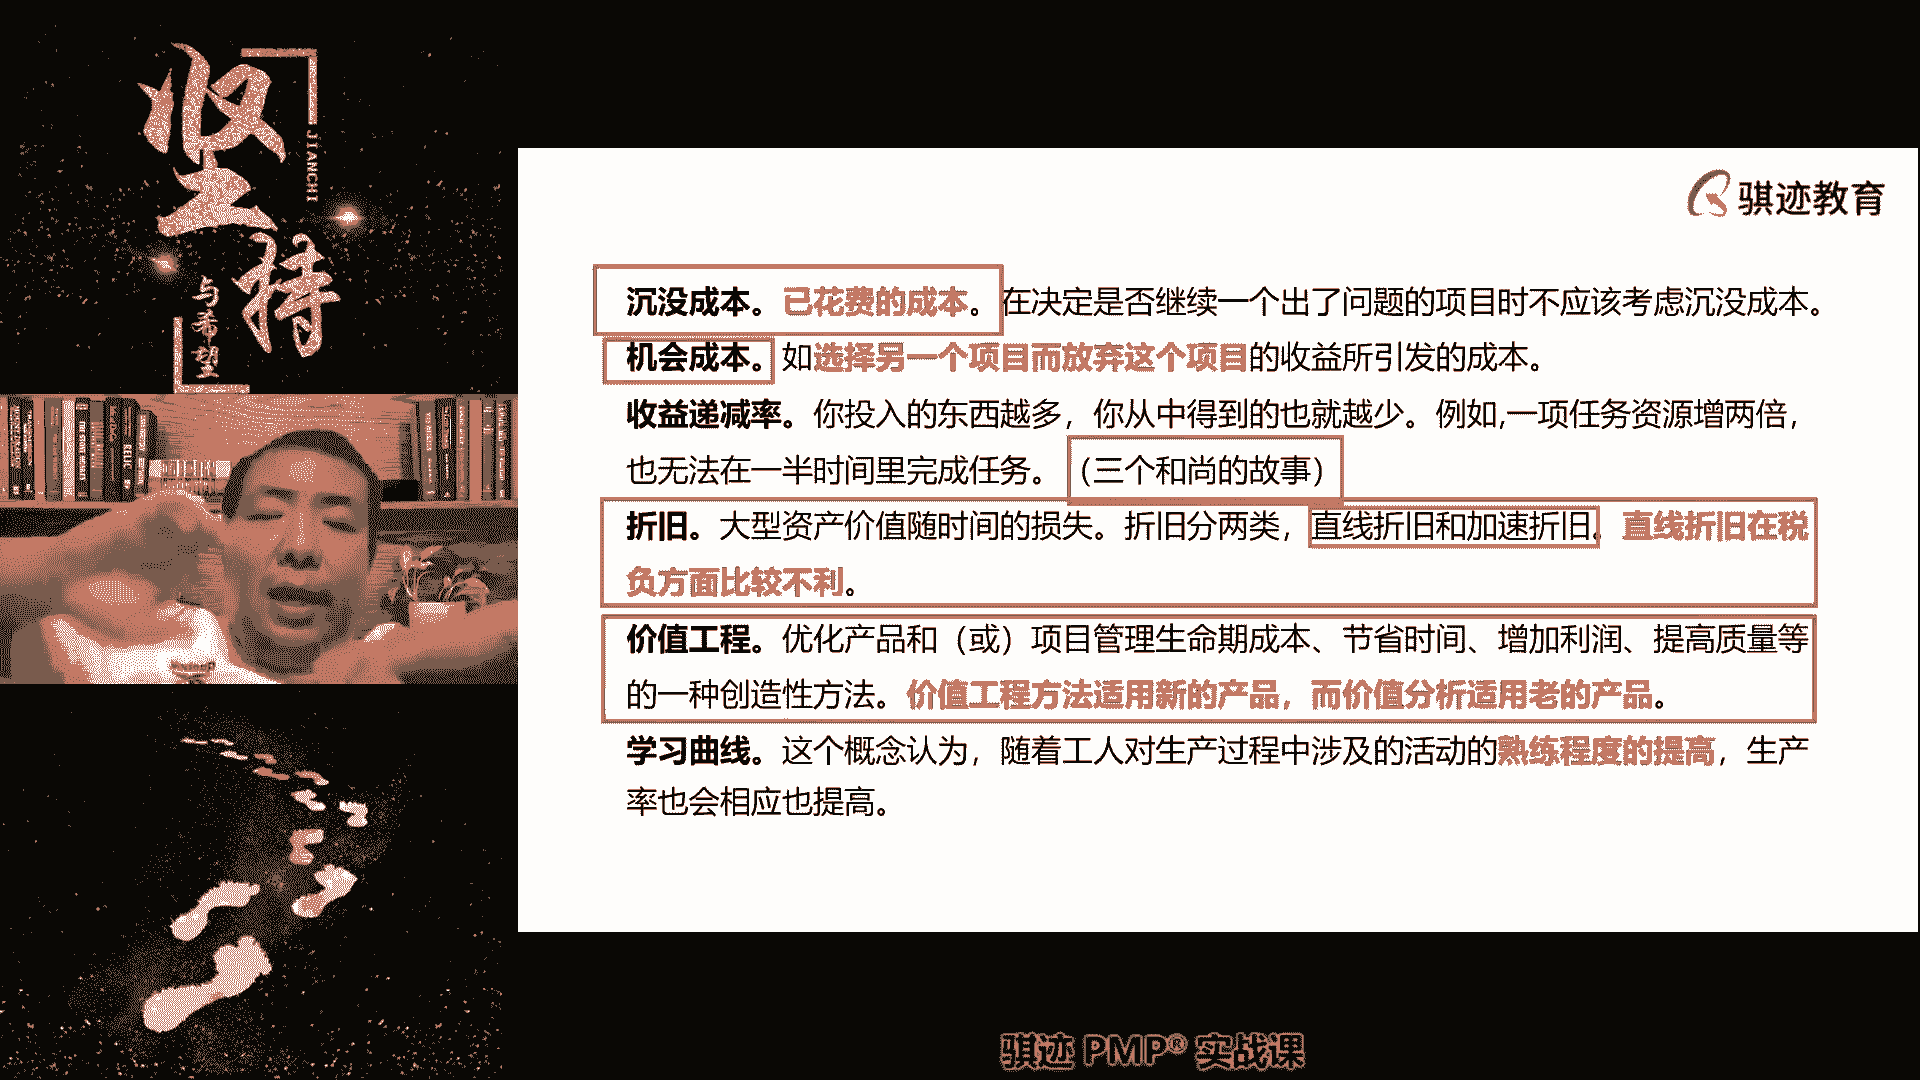 坚持
JIANCHI
与希望
骐迹教育
沉没成本。已花费的成本。在决定是否继续一个出了问题的项目时不应该考虑沉没成本。
机会成本。如选择另一个项目而放弃这个项目的收益所引发的成本。
收益递减率。你投入的东西越多，你从中得到的也就越少。例如,一项任务资源增两倍，
也无法在一半时间里完成任务。（三个和尚的故事）
折旧。大型资产价值随时间的损失。折旧分两类，直线折旧和加速折旧。直线折旧在税
负方面比较不利。
价值工程。优化产品和（或）项目管理生命期成本、节省时间、增加利润、提高质量等
的一种创造性方法。价值工程方法适用新的产品，而价值分析适用老的产品。
学习曲线。这个概念认为，随着工人对生产过程中涉及的活动的熟练程度的提高，生产
率也会相应也提高。
骐迹 PMP® 实战课